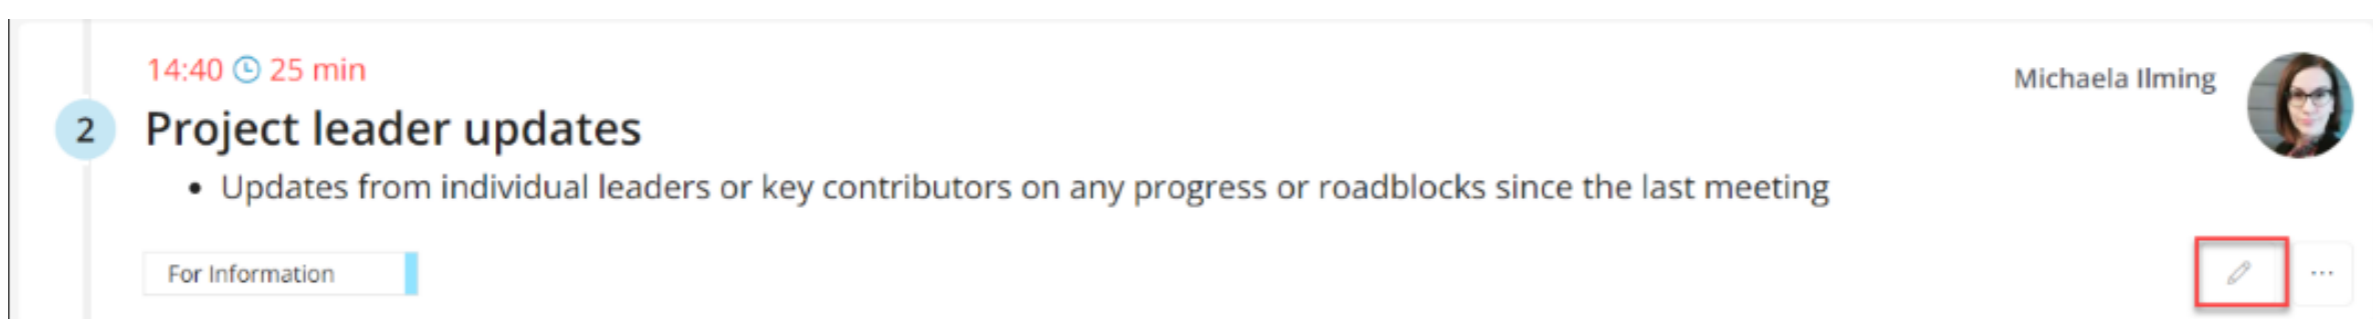 14:40 25 min
Michaela Ilming
2 Project leader updates
• Updates from individual leaders or key contributors on any progress or roadblocks since the last meeting
For Information
...